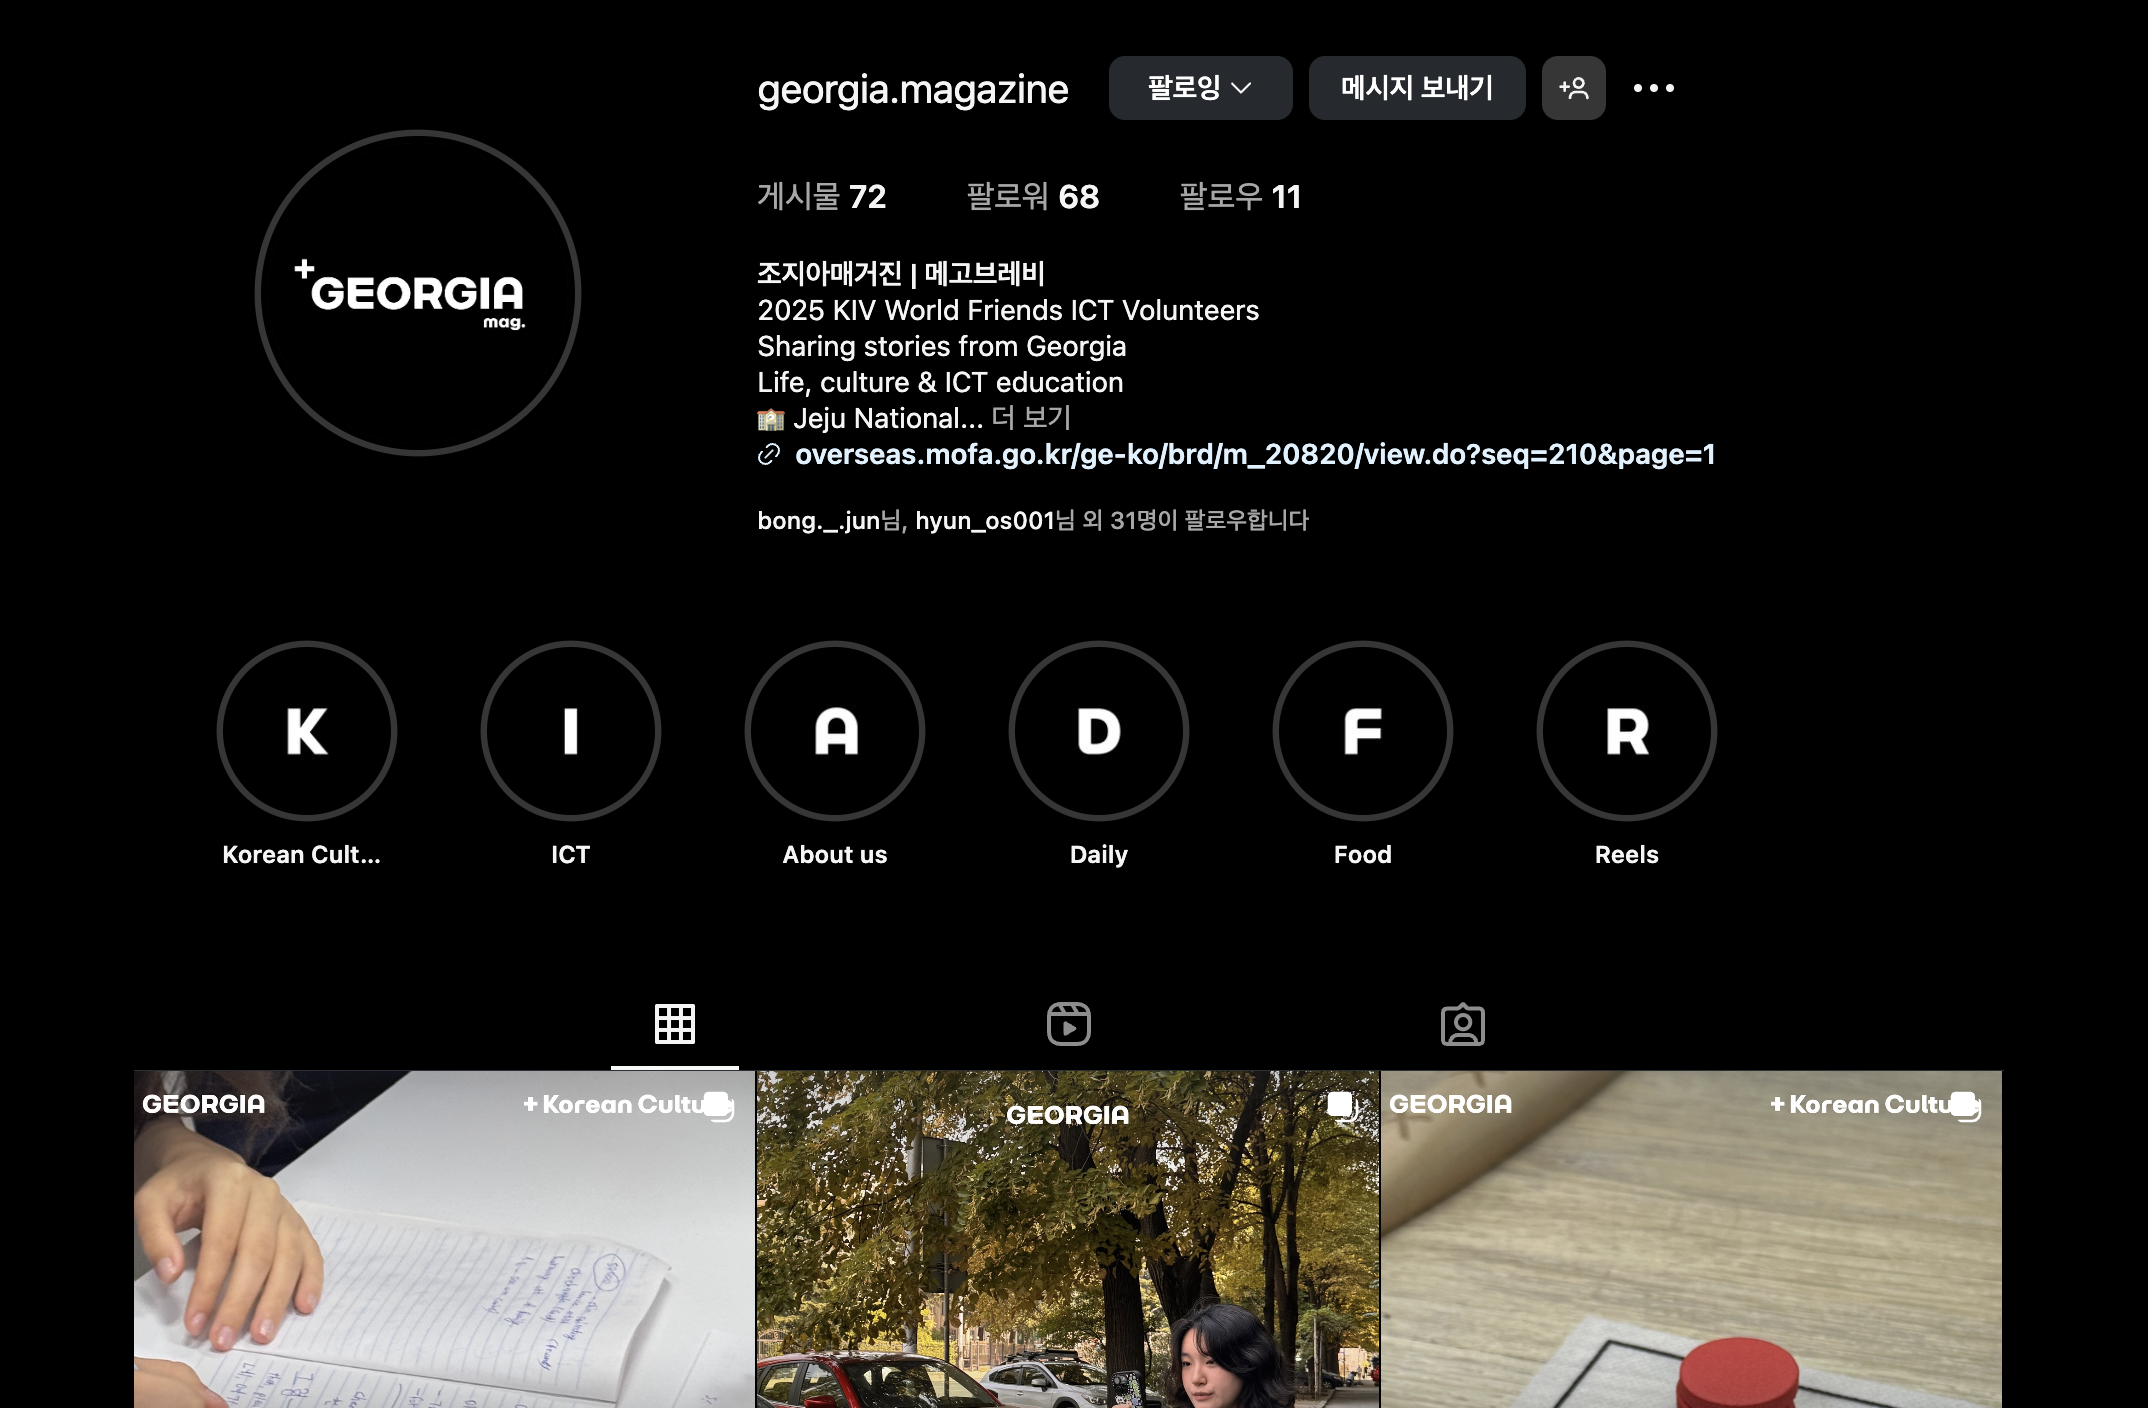 georgia.magazine
팔로잉
메시지 보내기
게시물 72
팔로워 68
팔로우 11
+GEORGIA
mag.
조지아매거진 | 메고브레비
2025 KIV World Friends ICT Volunteers
Sharing stories from Georgia
Life, culture & ICT education
🏫 Jeju National... 더 보기
overseas.mofa.go.kr/ge-ko/brd/m_20820/view.do?seq=210&page=1
bong._.jun님, hyun_os001님 외 31명이 팔로우합니다
K
I
A
D
F
R
Korean Cult...
ICT
About us
Daily
Food
Reels
GEORGIA
+ Korean Cultu
GEORGIA
GEORGIA
+ Korean Cultu